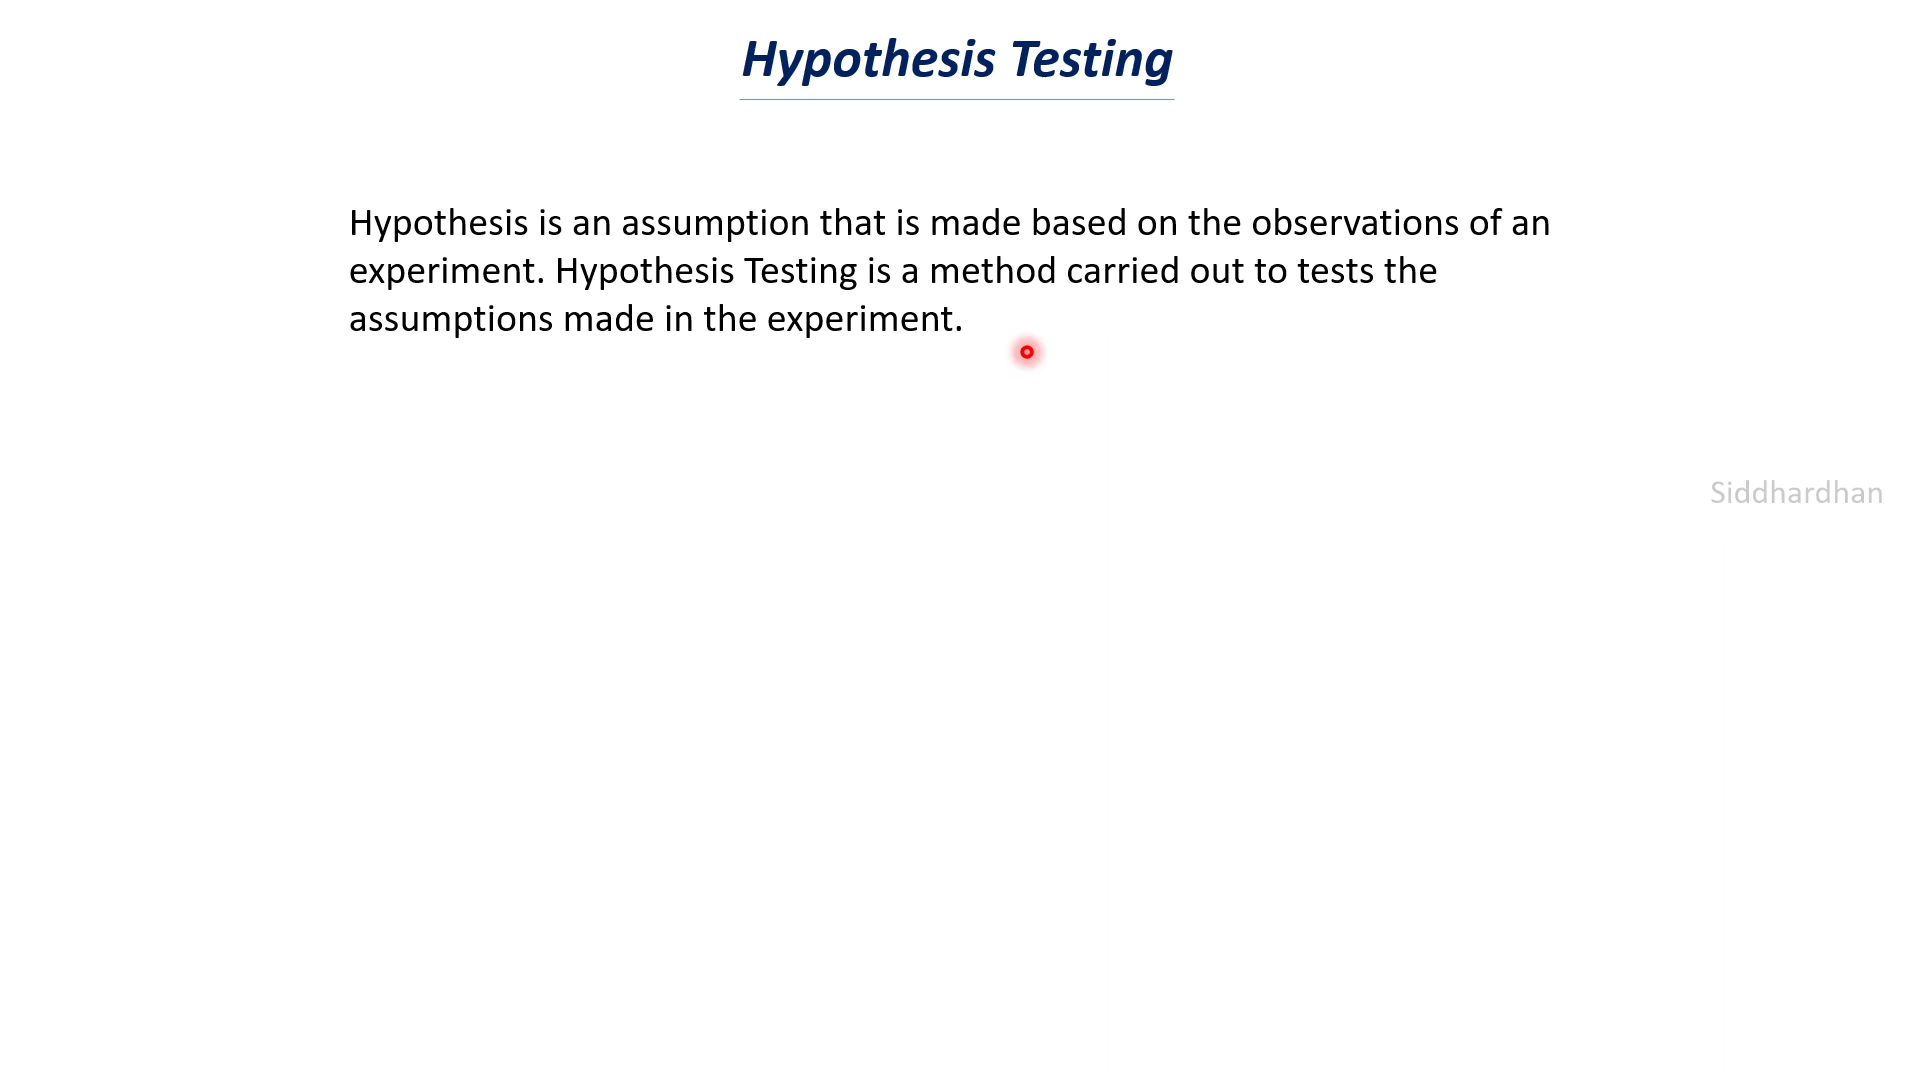 Hypothesis Testing
Hypothesis is an assumption that is made based on the observations of an
experiment. Hypothesis Testing is a method carried out to tests the
assumptions made in the experiment.
Siddhardhan